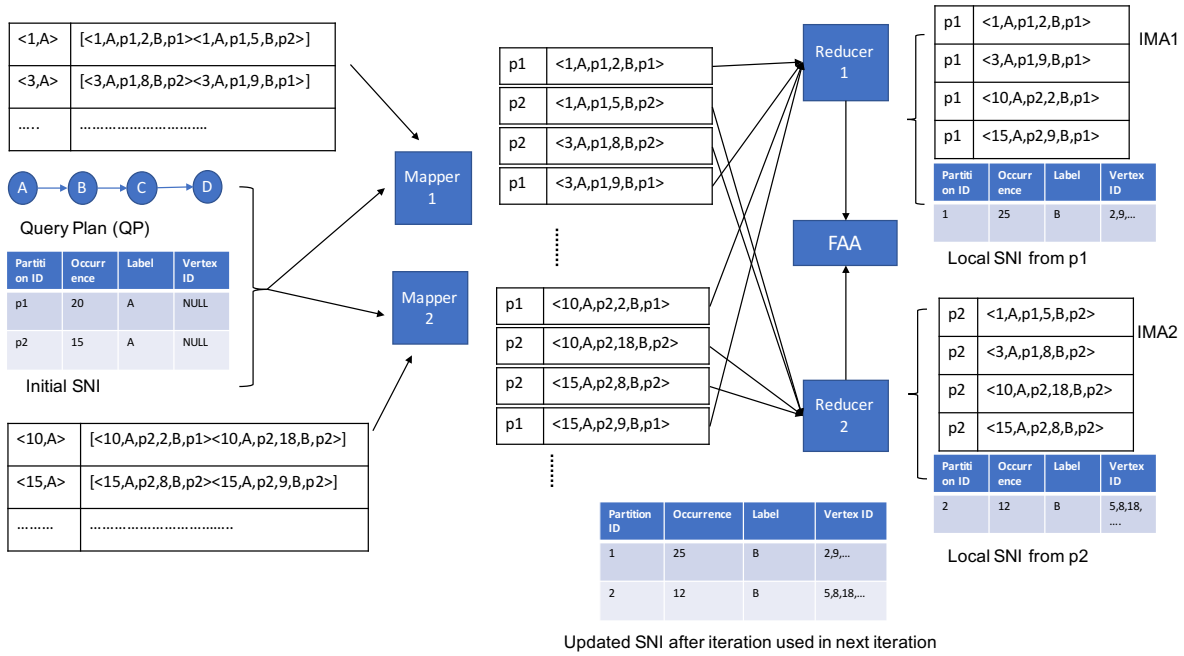 <1,A> [<1,A,p1,2,B,p1><1,A,p1,5,B,p2>]
<3,A> [<3,A,p1,8,B,p2><3,A,p1,9,B,p1>]
….. …………………………
A B C D
Query Plan (QP)
Partiti on ID Occurr ence Label Vertex ID
p1 20 A NULL
p2 15 A NULL
Initial SNI
<10,A> [<10,A,p2,2,B,p1><10,A,p2,18,B,p2>]
<15,A> [<15,A,p2,8,B,p2><15,A,p2,9,B,p2>]
……… ……………………………..
Mapper
1
Mapper
2
p1 <1,A,p1,2,B,p1>
p2 <1,A,p1,5,B,p2>
p2 <3,A,p1,8,B,p2>
p1 <3,A,p1,9,B,p1>
p1 <10,A,p2,2,B,p1>
p2 <10,A,p2,18,B,p2>
p2 <15,A,p2,8,B,p2>
p1 <15,A,p2,9,B,p1>
Reducer
1
FAA
Reducer
2
p1 <1,A,p1,2,B,p1>
p1 <3,A,p1,9,B,p1>
p1 <10,A,p2,2,B,p1>
p1 <15,A,p2,9,B,p1>
IMA1
Partiti on ID Occu rrence Label Vertex ID
1 25 B 2,9,…
Local SNI from p1
p2 <1,A,p1,5,B,p2>
p2 <3,A,p1,8,B,p2>
p2 <10,A,p2,18,B,p2>
p2 <15,A,p2,8,B,p2>
IMA2
Partiti on ID Occurr ence Label Vertex ID
2 12 B 5,8,18, ….
Local SNI from p2
Partition ID Occurrence Label Vertex ID
1 25 B 2,9,…
2 12 B 5,8,18,…
Updated SNI after iteration used in next iteration